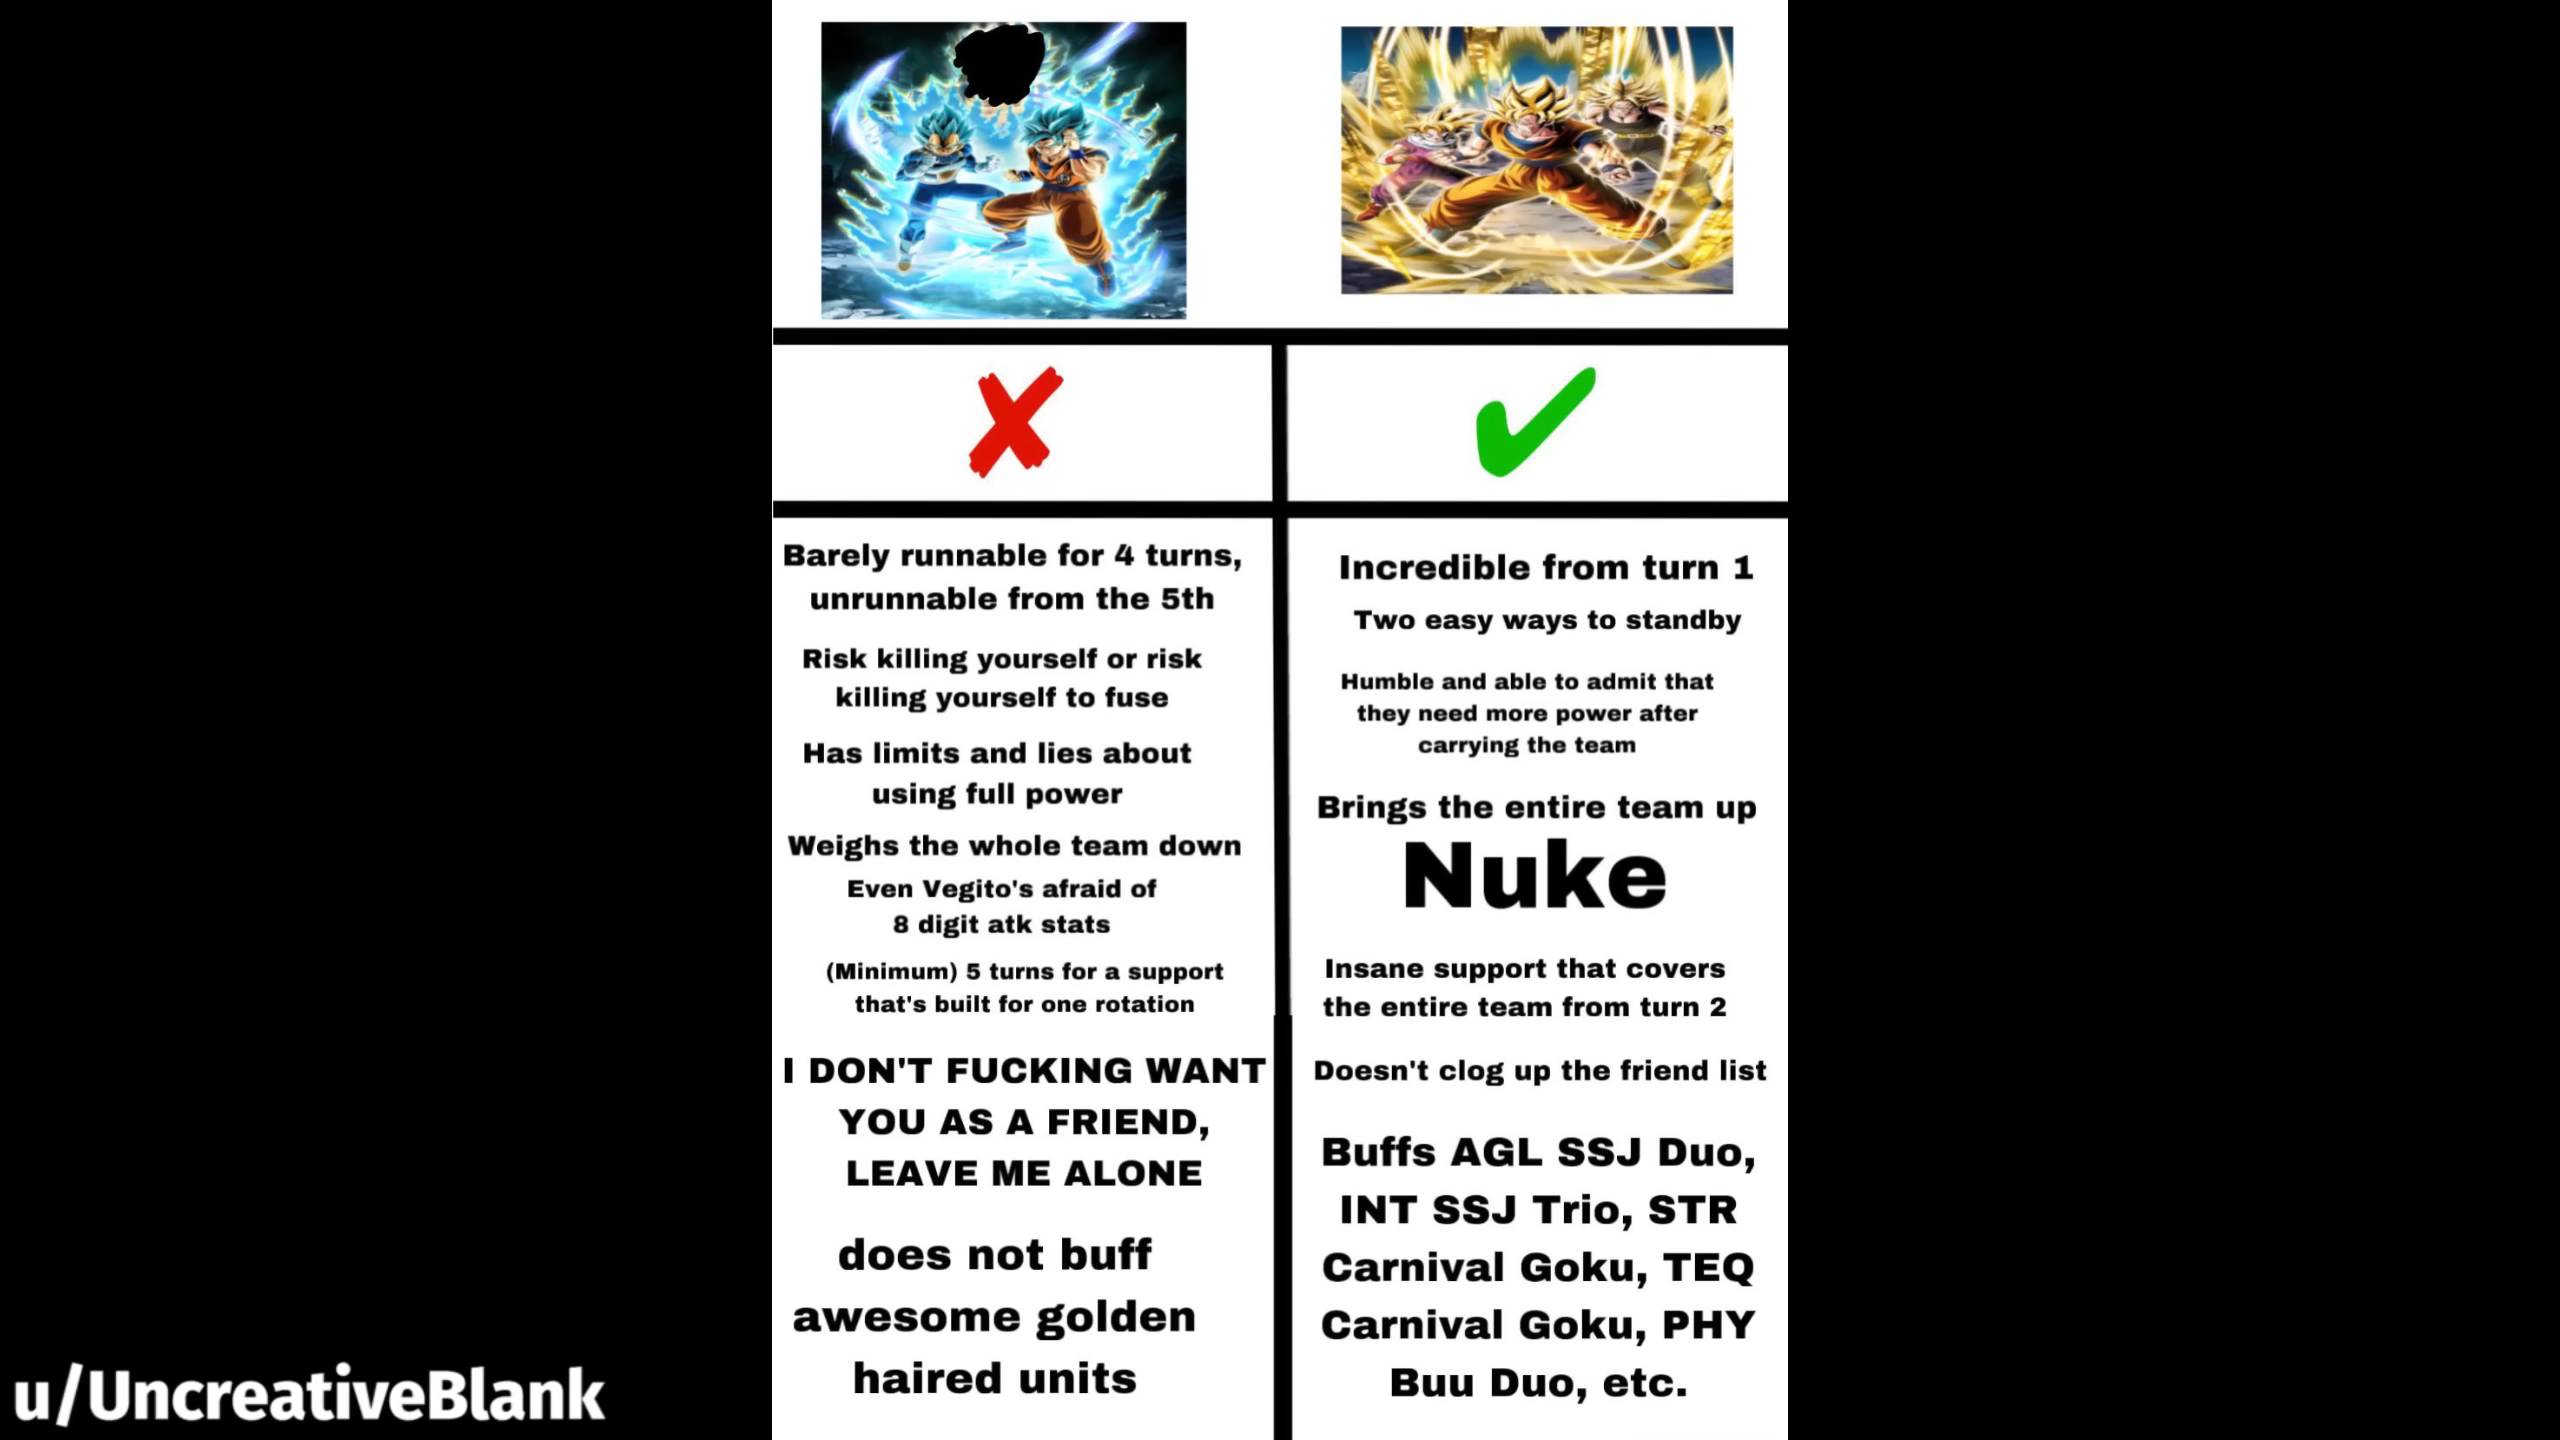 Barely runnable for 4 turns,
unrunnable from the 5th
Risk killing yourself or risk
killing yourself to fuse
Has limits and lies about
using full power
Weighs the whole team down
Even Vegito's afraid of
8 digit atk stats
(Minimum) 5 turns for a support
that's built for one rotation
I DON'T FUCKING WANT
YOU AS A FRIEND,
LEAVE ME ALONE
does not buff
awesome golden
haired units
Incredible from turn 1
Two easy ways to standby
Humble and able to admit that
they need more power after
carrying the team
Brings the entire team up
Nuke
Insane support that covers
the entire team from turn 2
Doesn't clog up the friend list
Buffs AGL SSJ Duo,
INT SSJ Trio, STR
Carnival Goku, TEQ
Carnival Goku, PHY
Buu Duo, etc.
u/UncreativeBlank